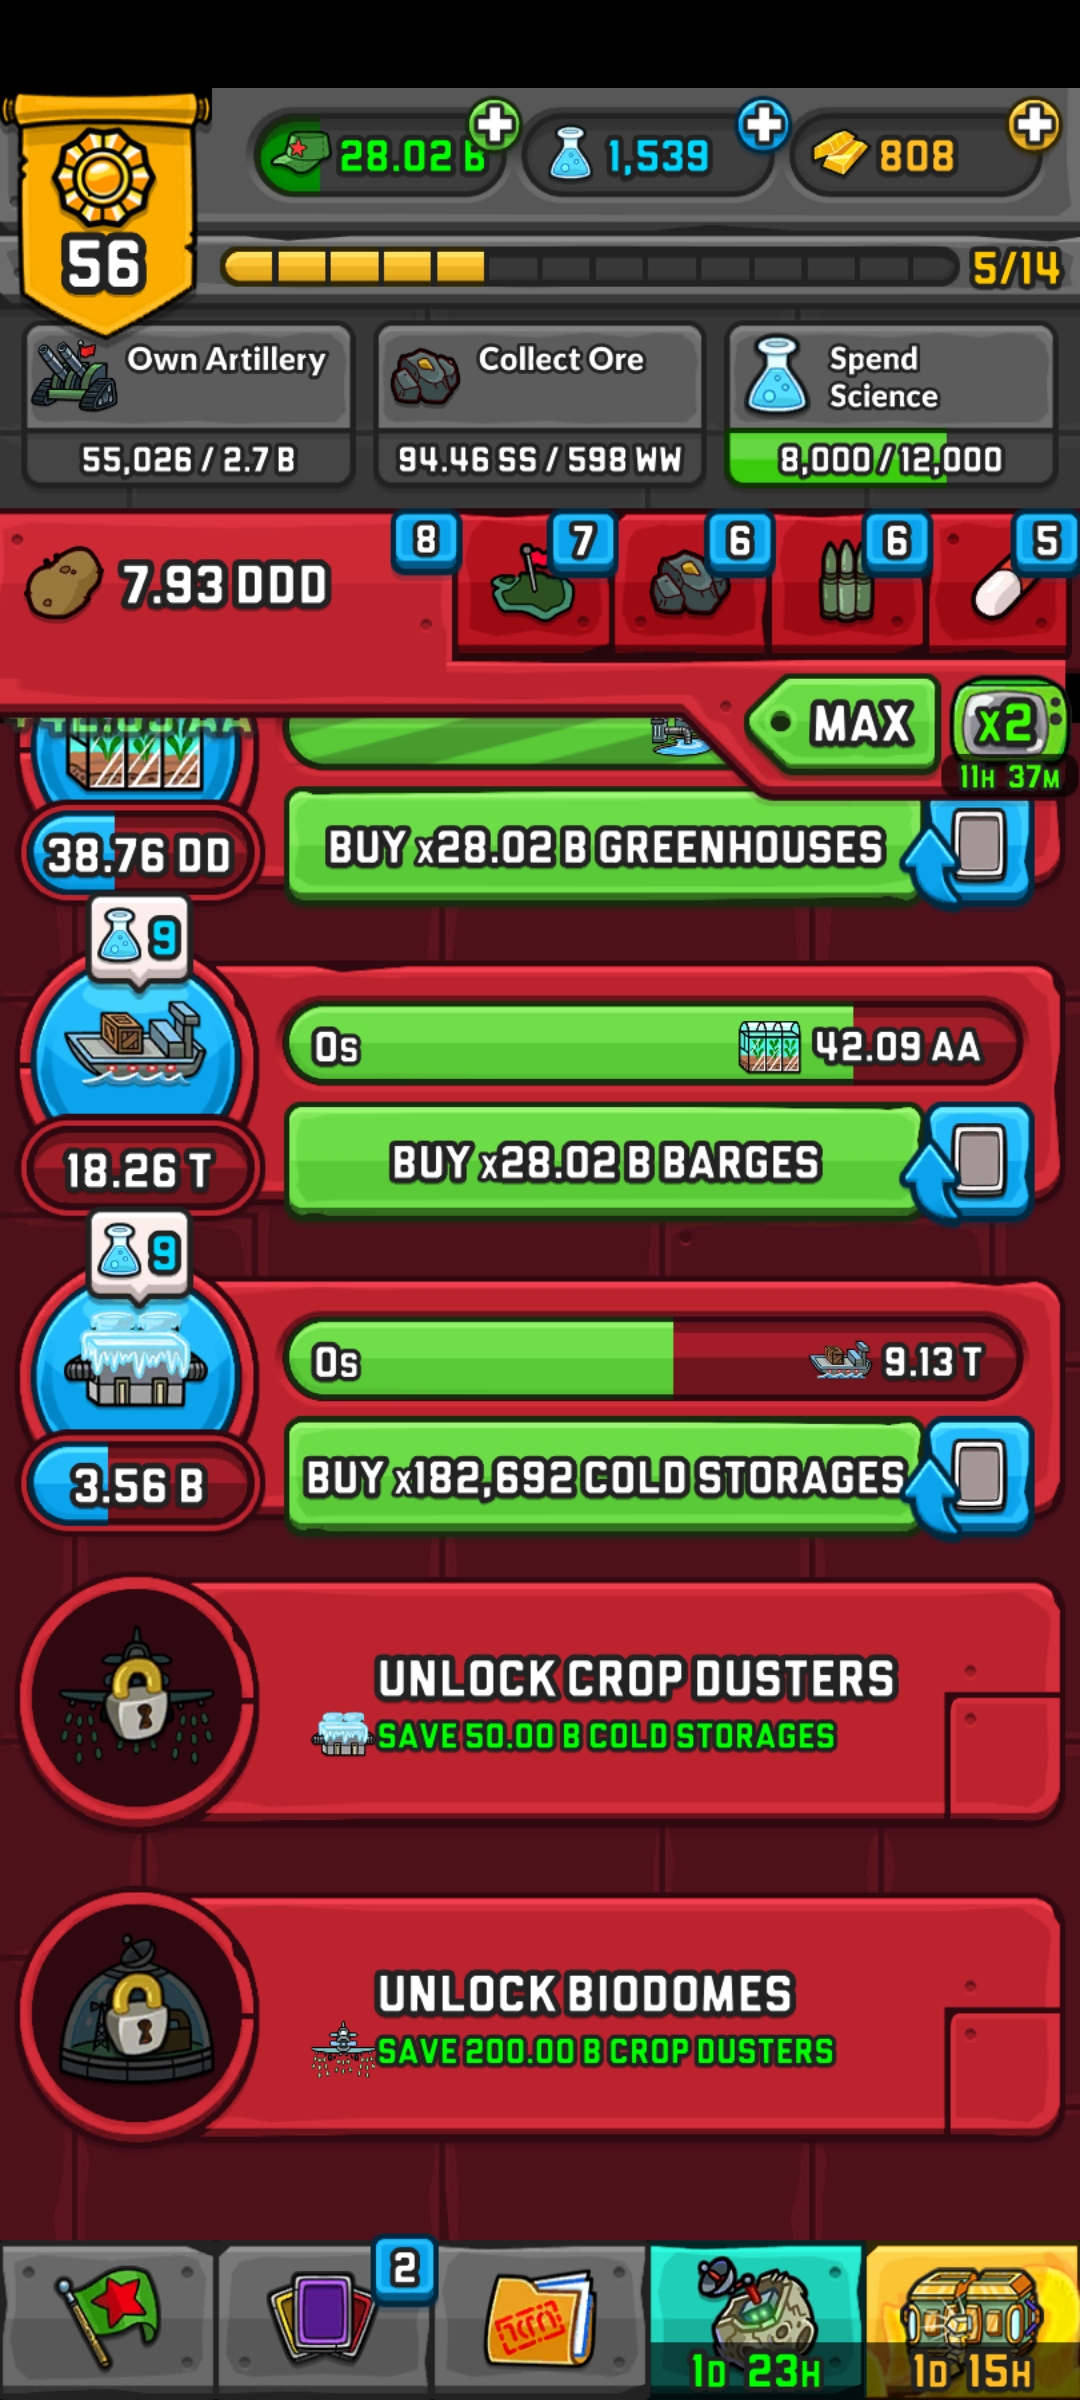 56
28.02 B
1,539
808
5/14
Own Artillery
55,026 / 2.7 B
Collect Ore
94.46 SS / 598 WW
Spend
Science
8,000 / 12,000
7.93 DDD
8
7
6
6
5
MAX
x2
11H 37M
38.76 DD
BUY x28.02 B GREENHOUSES
9
0s
42.09 AA
18.26 T
BUY x28.02 B BARGES
9
0s
9.13 T
3.56 B
BUY x182,692 COLD STORAGES
UNLOCK CROP DUSTERS
SAVE 50.00 B COLD STORAGES
UNLOCK BIODOMES
SAVE 200.00 B CROP DUSTERS
2
1D 23H
1D 15H